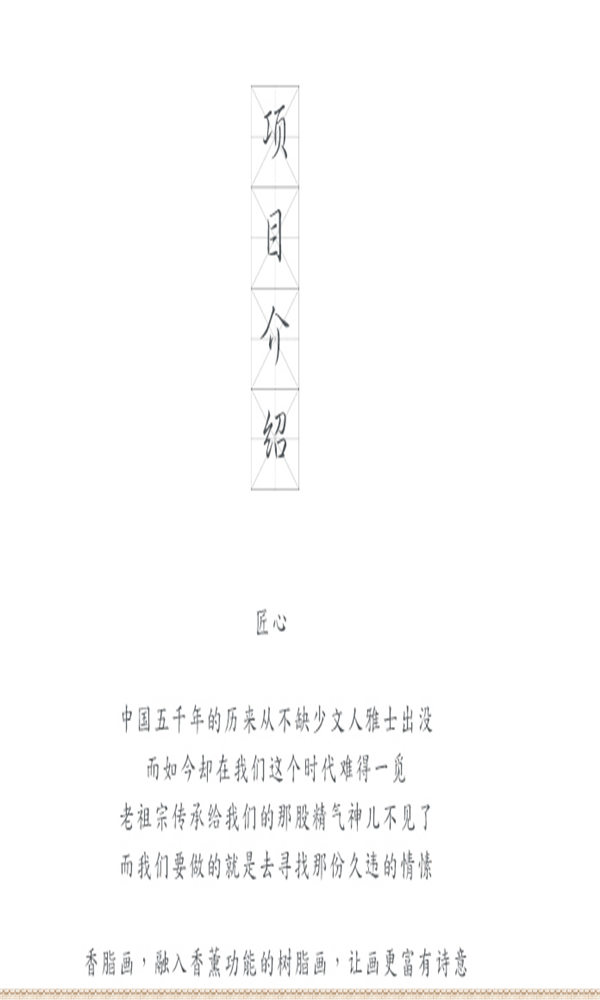 项目介绍
匠心
中国五千年的历来从不缺少文人雅士出没
而如今却在我们这个时代难得一觅
老祖宗传承给我们的那股精气神儿不见了
而我们要做的就是去寻找那份久违的情愫
香脂画，融入香薰功能的树脂画，让画更富有诗意